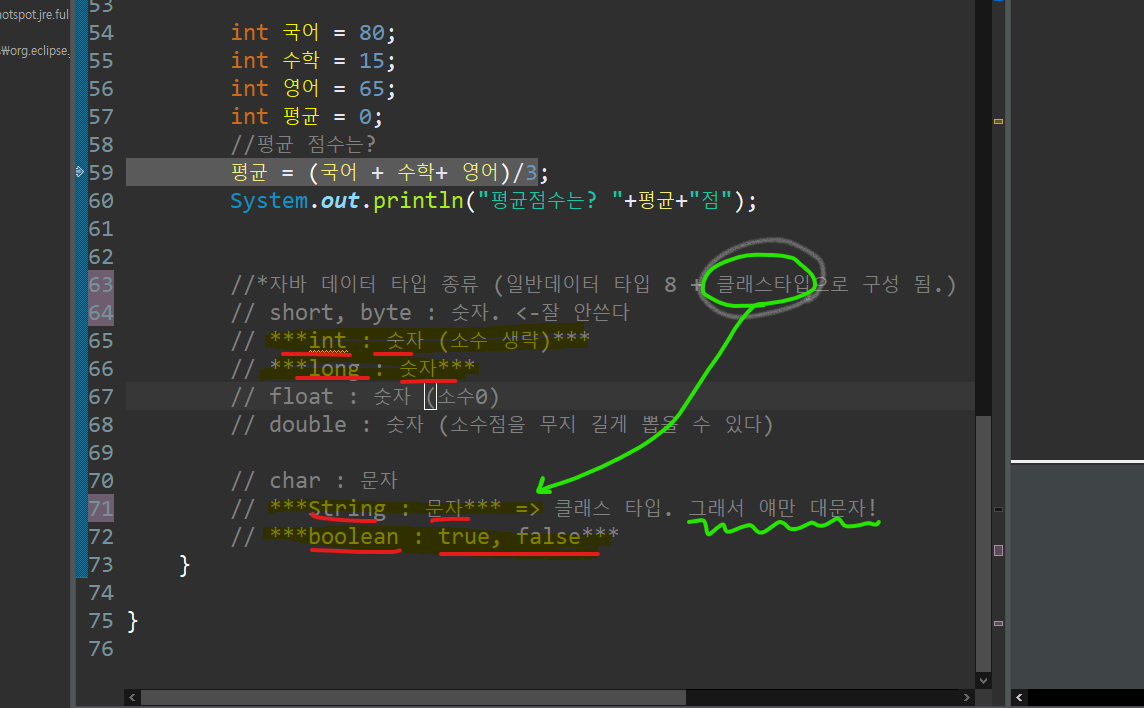 notspot.jre.ful
₩org.eclipse.
53
54 int 국어 = 80;
55 int 수학 = 15;
56 int 영어 = 65;
57 int 평균 = 0;
58 //평균 점수는?
59 평균 = (국어 + 수학+ 영어)/3;
60 System.out.println("평균점수는? "+평균+"점");
61
62
63 //*자바 데이터 타입 종류 (일반데이터 타입 8 + 클래스타입으로 구성 됨.)
64 // short, byte : 숫자. <-잘 안쓴다
65 // ***int : 숫자 (소수 생략)***
66 // ***long : 숫자***
67 // float : 숫자 (소수0)
68 // double : 숫자 (소수점을 무지 길게 뽑을 수 있다)
69
70 // char : 문자
71 // ***String : 문자*** => 클래스 타입. 그래서 얘만 대문자!
72 // ***boolean : true, false***
73 }
74
75 }
76